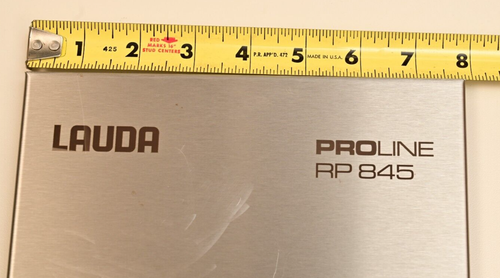 1 425 2 RED MARKS 16" STUD CENTERS 3 4 P.R. APP'D. 472 5 MADE IN U.S.A. 6 7 8
LAUDA PROLINE
RP 845